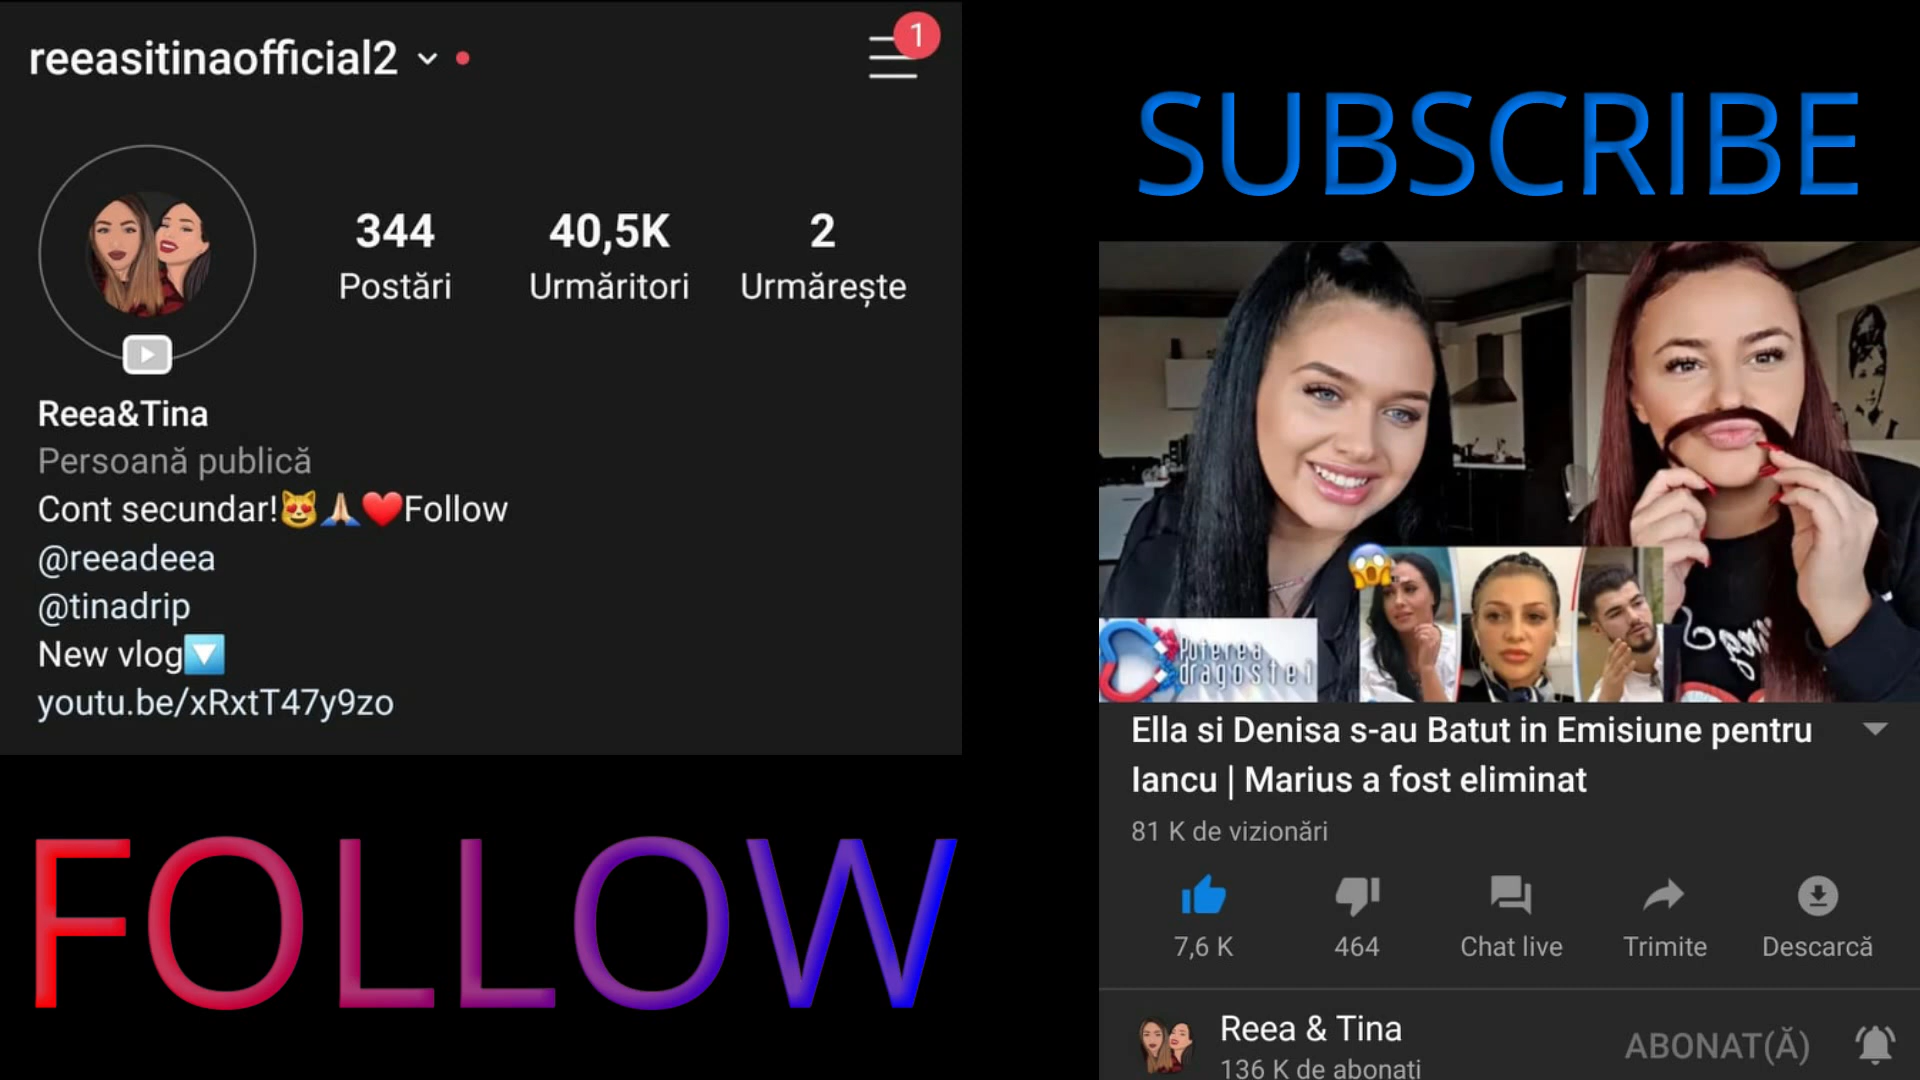 reeasitinaofficial2
1
344
Postări
40,5K
Urmăritori
2
Urmărește
Reea&Tina
Persoană publică
Cont secundar!😻🙏🏼❤️Follow
@reeadeea
@tinadrip
New vlog🔽
youtu.be/xRxtT47y9zo
FOLLOW
SUBSCRIBE
Puterea
dragostei
Ella si Denisa s-au Batut in Emisiune pentru
Iancu | Marius a fost eliminat
81 K de vizionări
7,6 K
464
Chat live
Trimite
Descarcă
Reea & Tina
136 K de abonați
ABONAT(Ă)